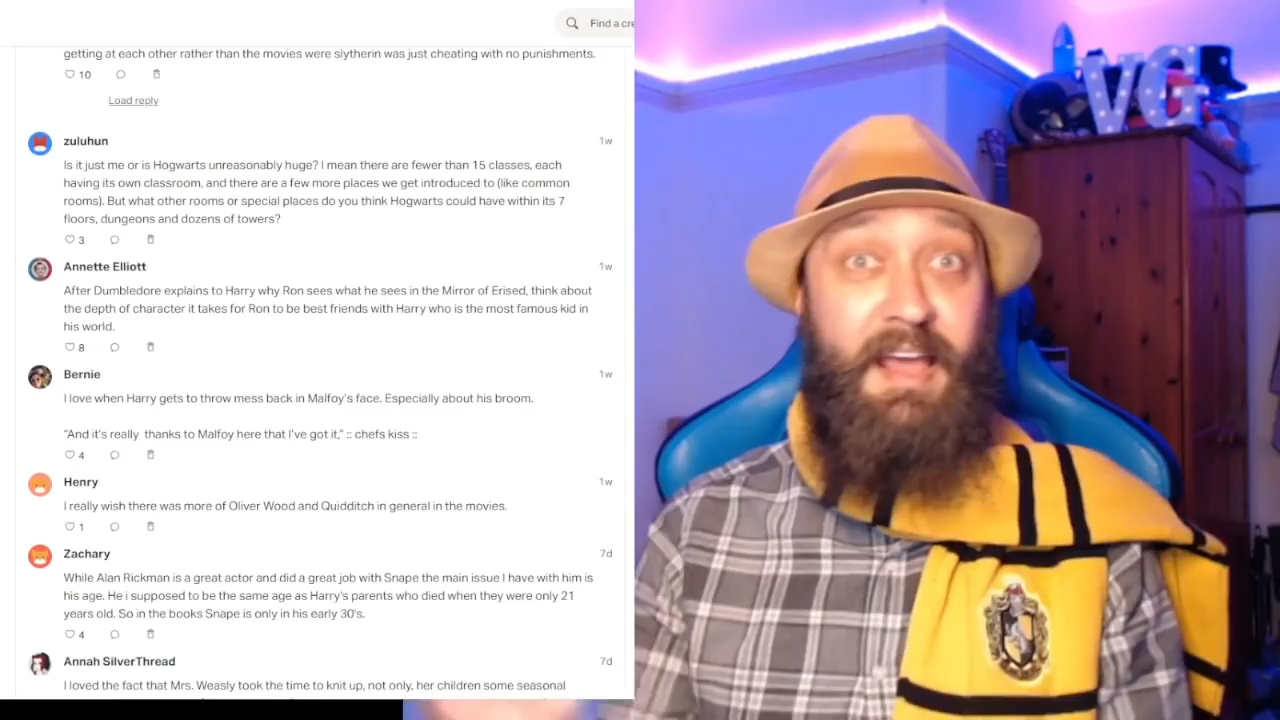 Find a cre
getting at each other rather than the movies were slytherin was just cheating with no punishments.
10
Load reply
zuluhun 1w
Is it just me or is Hogwarts unreasonably huge? I mean there are fewer than 15 classes, each
having its own classroom, and there are a few more places we get introduced to (like common
rooms). But what other rooms or special places do you think Hogwarts could have within its 7
floors, dungeons and dozens of towers?
3
Annette Elliott 1w
After Dumbledore explains to Harry why Ron sees what he sees in the Mirror of Erised, think about
the depth of character it takes for Ron to be best friends with Harry who is the most famous kid in
his world.
8
Bernie 1w
I love when Harry gets to throw mess back in Malfoy's face. Especially about his broom.
"And it's really thanks to Malfoy here that I've got it," :: chefs kiss ::
4
Henry 1w
I really wish there was more of Oliver Wood and Quidditch in general in the movies.
1
Zachary 7d
While Alan Rickman is a great actor and did a great job with Snape the main issue I have with him is
his age. He i supposed to be the same age as Harry's parents who died when they were only 21
years old. So in the books Snape is only in his early 30's.
4
Annah SilverThread 7d
I loved the fact that Mrs. Weasly took the time to knit up, not only, her children some seasonal
VG